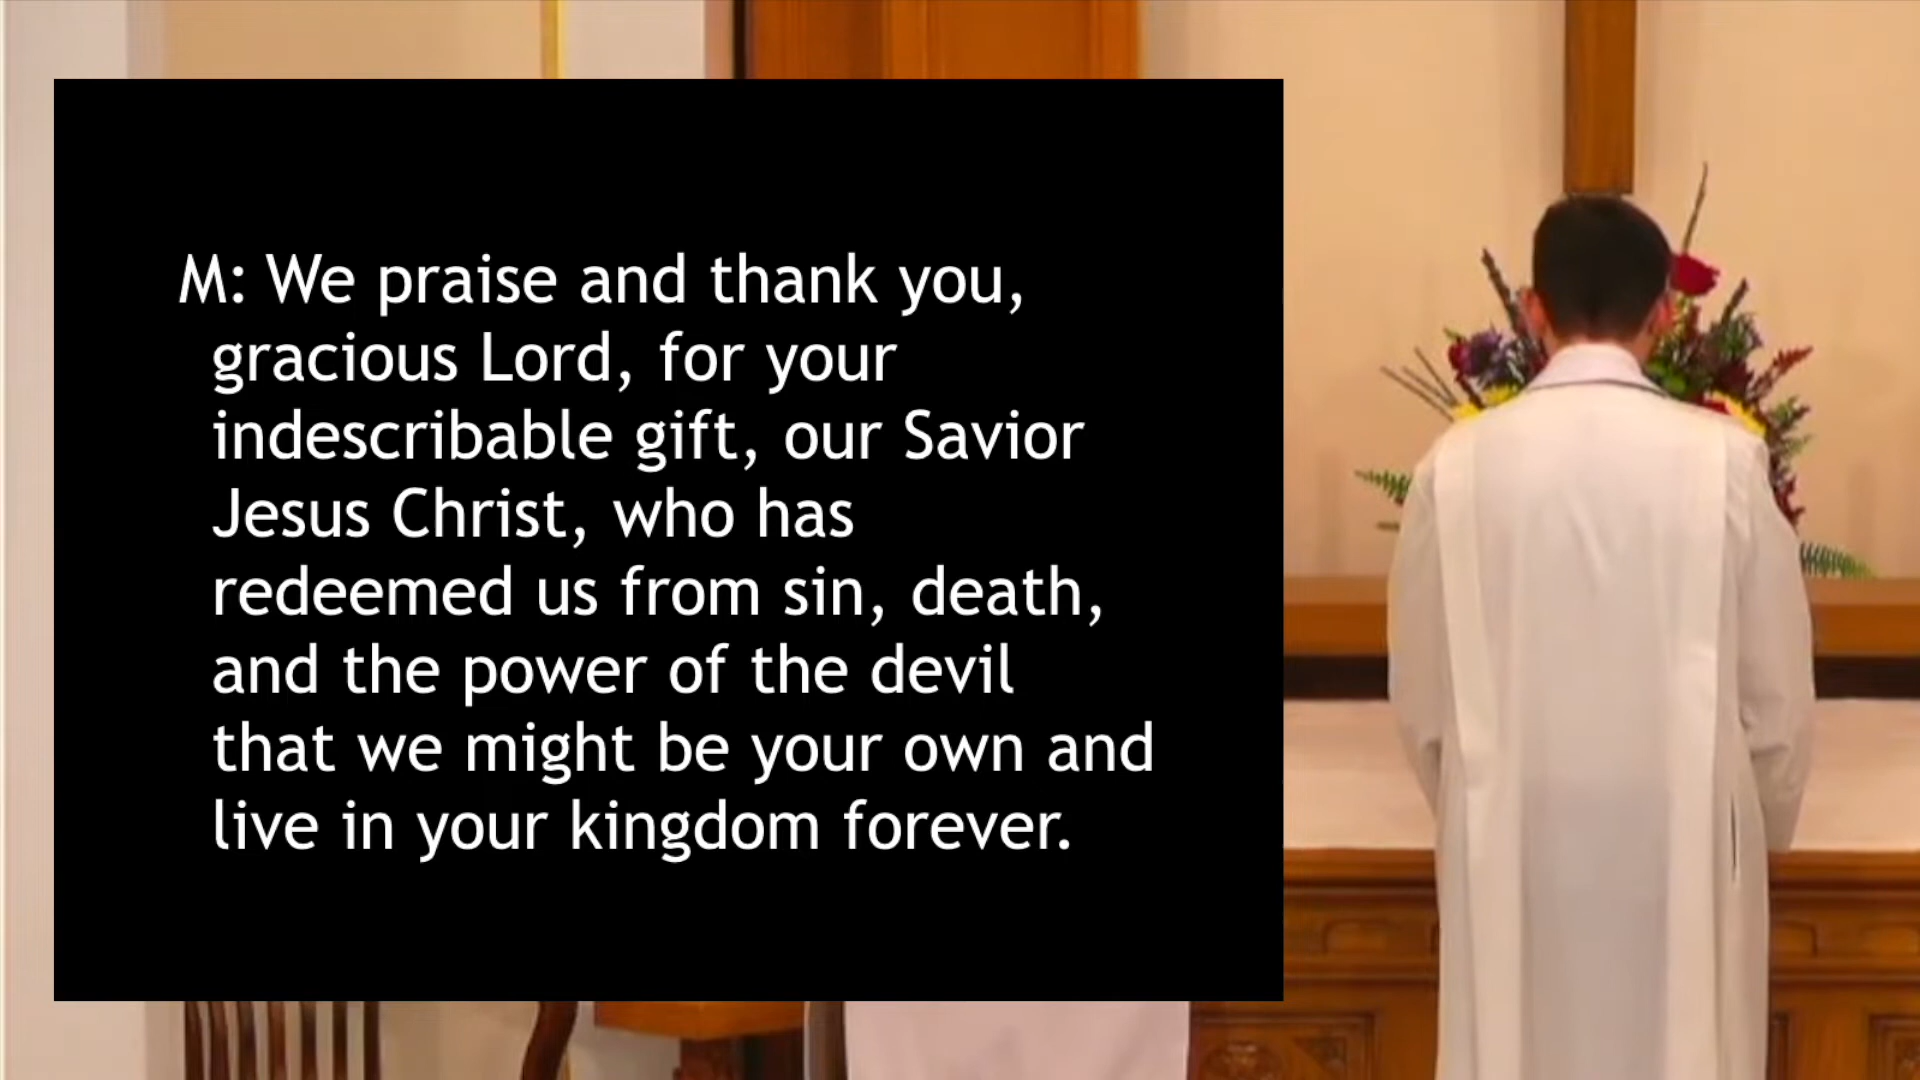 M: We praise and thank you,
gracious Lord, for your
indescribable gift, our Savior
Jesus Christ, who has
redeemed us from sin, death,
and the power of the devil
that we might be your own and
live in your kingdom forever.